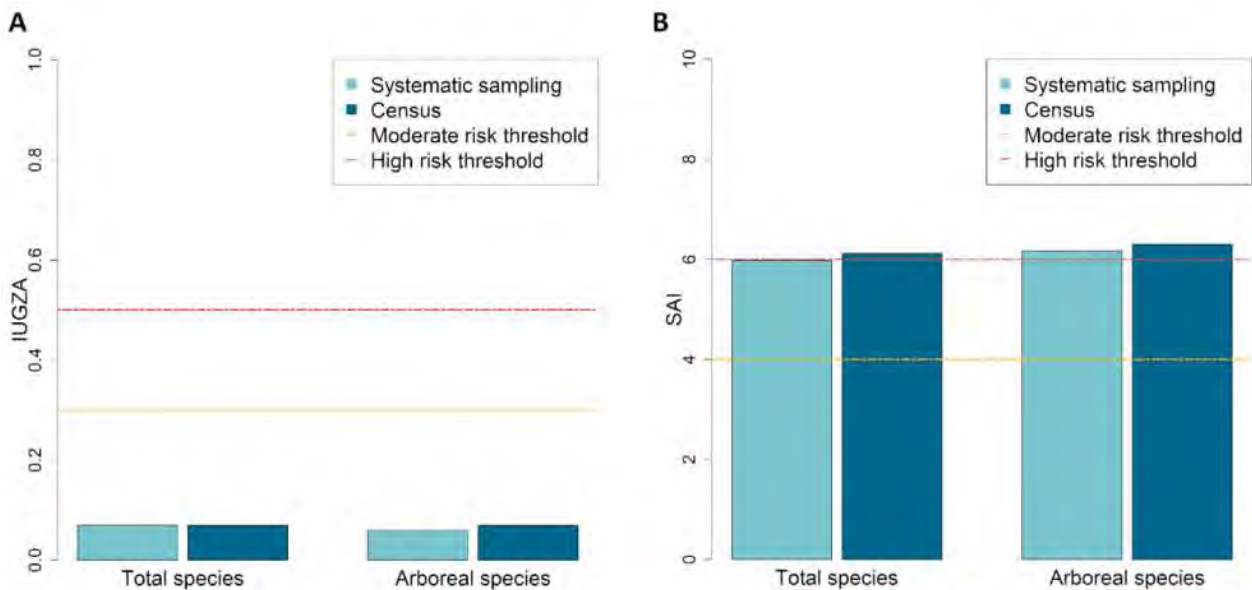 A
IUGZA
1.0
0.8
0.6
0.4
0.2
0.0
Systematic sampling
Census
Moderate risk threshold
High risk threshold
Total species
Arboreal species
B
SAI
10
8
6
4
2
0
Systematic sampling
Census
Moderate risk threshold
High risk threshold
Total species
Arboreal species